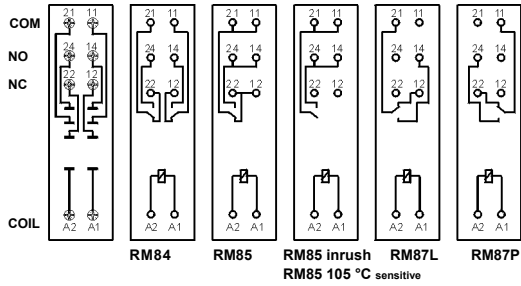 21 11 21 11 21 11 21 11 21 11 21 11
COM
24 14 24 14 24 14 24 14 24 14 24 14
NO
22 12 22 12 22 12 22 12 22 12 22 12
NC
COIL
A2 A1 A2 A1 A2 A1 A2 A1 A2 A1 A2 A1
RM84 RM85 RM85 inrush RM87L RM87P
RM85 105 °C sensitive